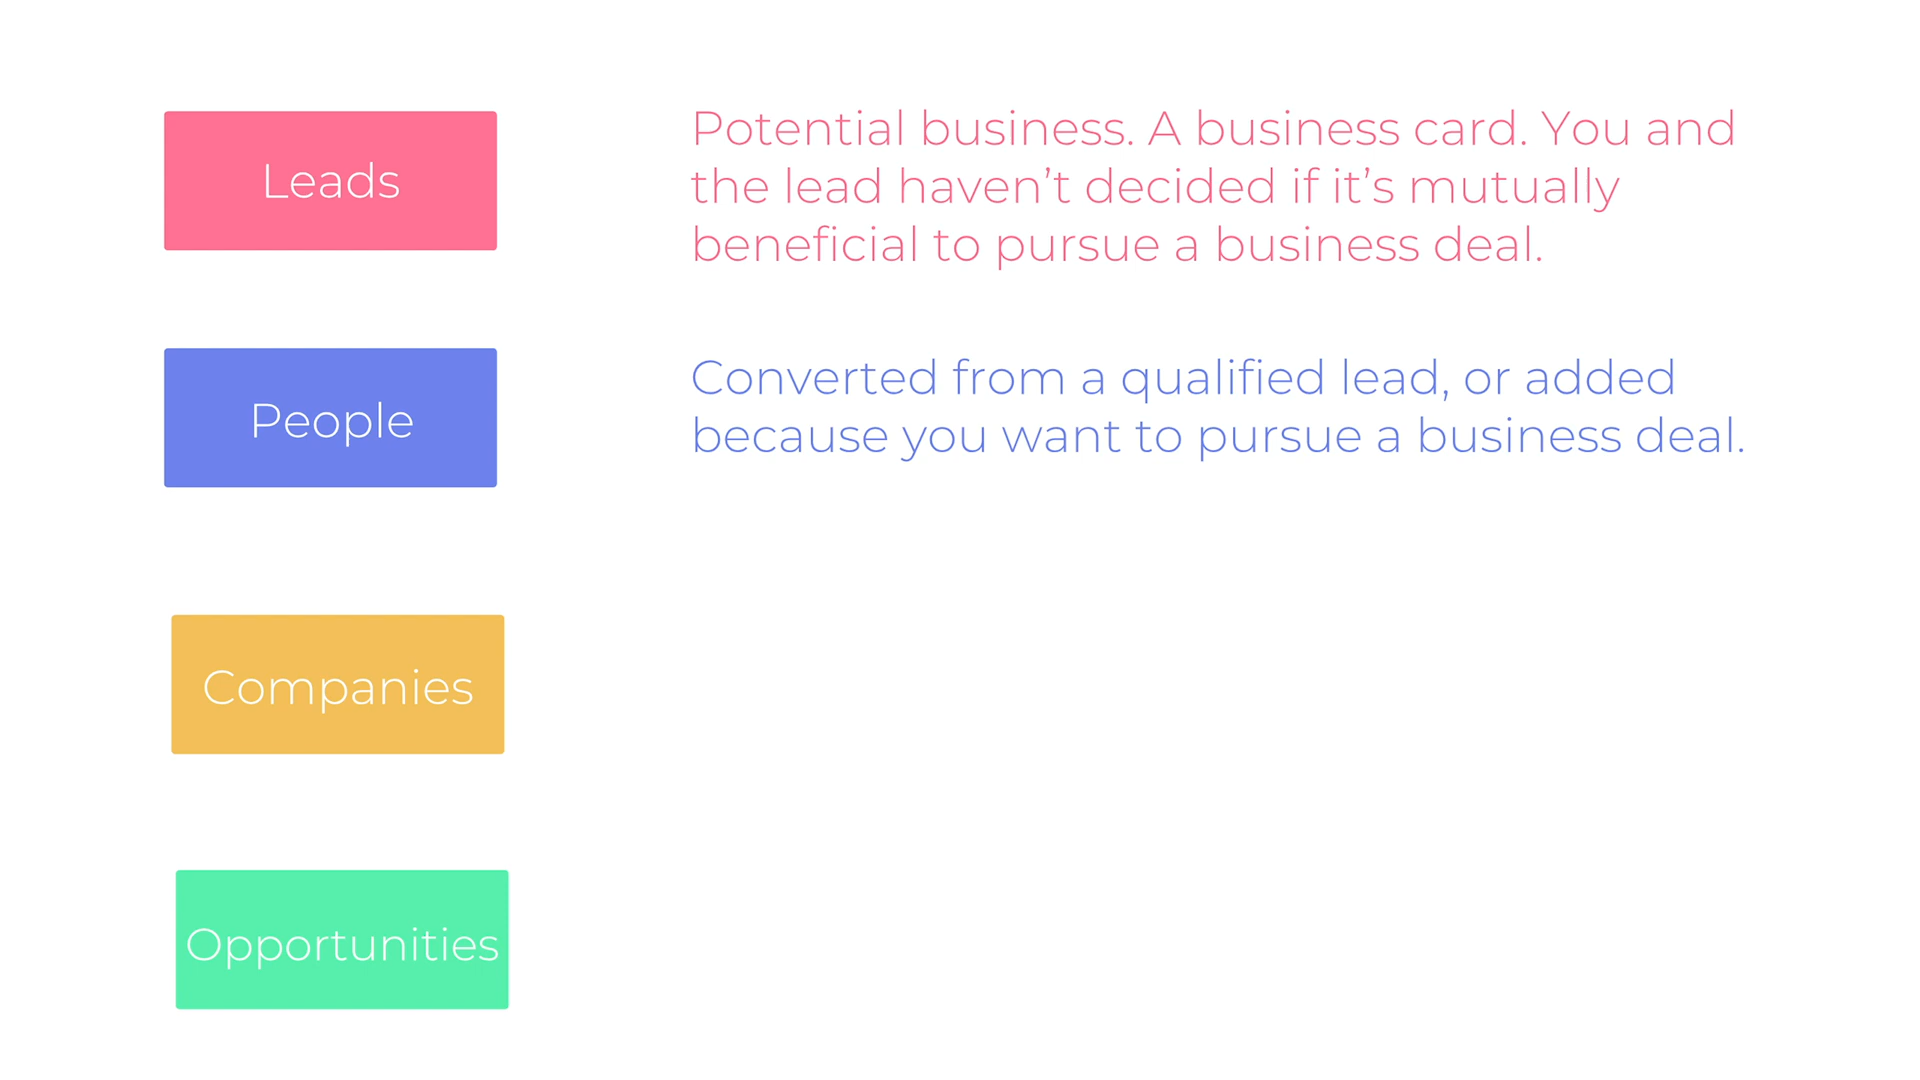 Leads
Potential business. A business card. You and
the lead haven’t decided if it’s mutually
beneficial to pursue a business deal.
People
Converted from a qualified lead, or added
because you want to pursue a business deal.
Companies
Opportunities